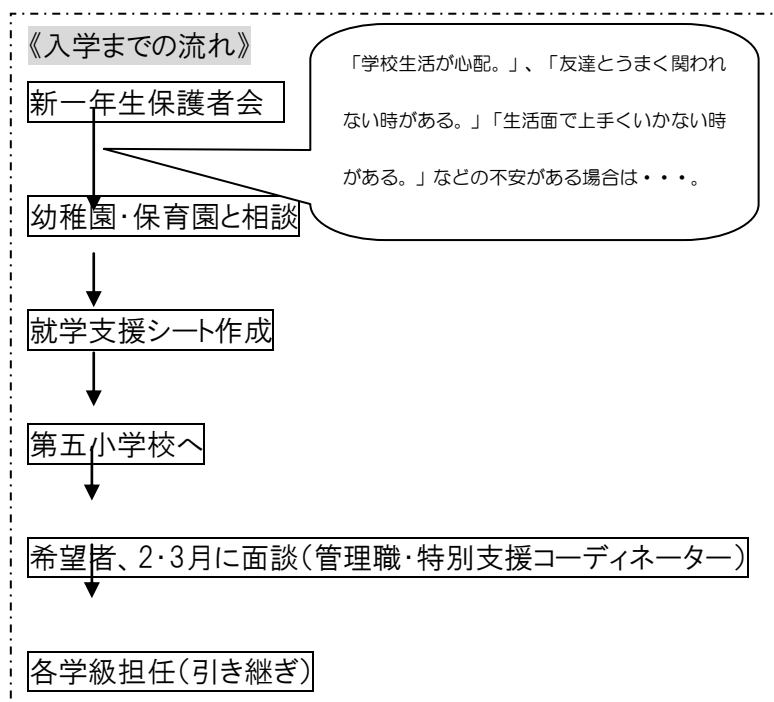 《入学までの流れ》
新一年生保護者会
「学校生活が心配。」、「友達とうまく関われ
ない時がある。」「生活面で上手くいかない時
がある。」などの不安がある場合は・・・。
幼稚園・保育園と相談
就学支援シート作成
第五小学校へ
希望者、2・3月に面談(管理職・特別支援コーディネーター)
各学級担任(引き継ぎ)